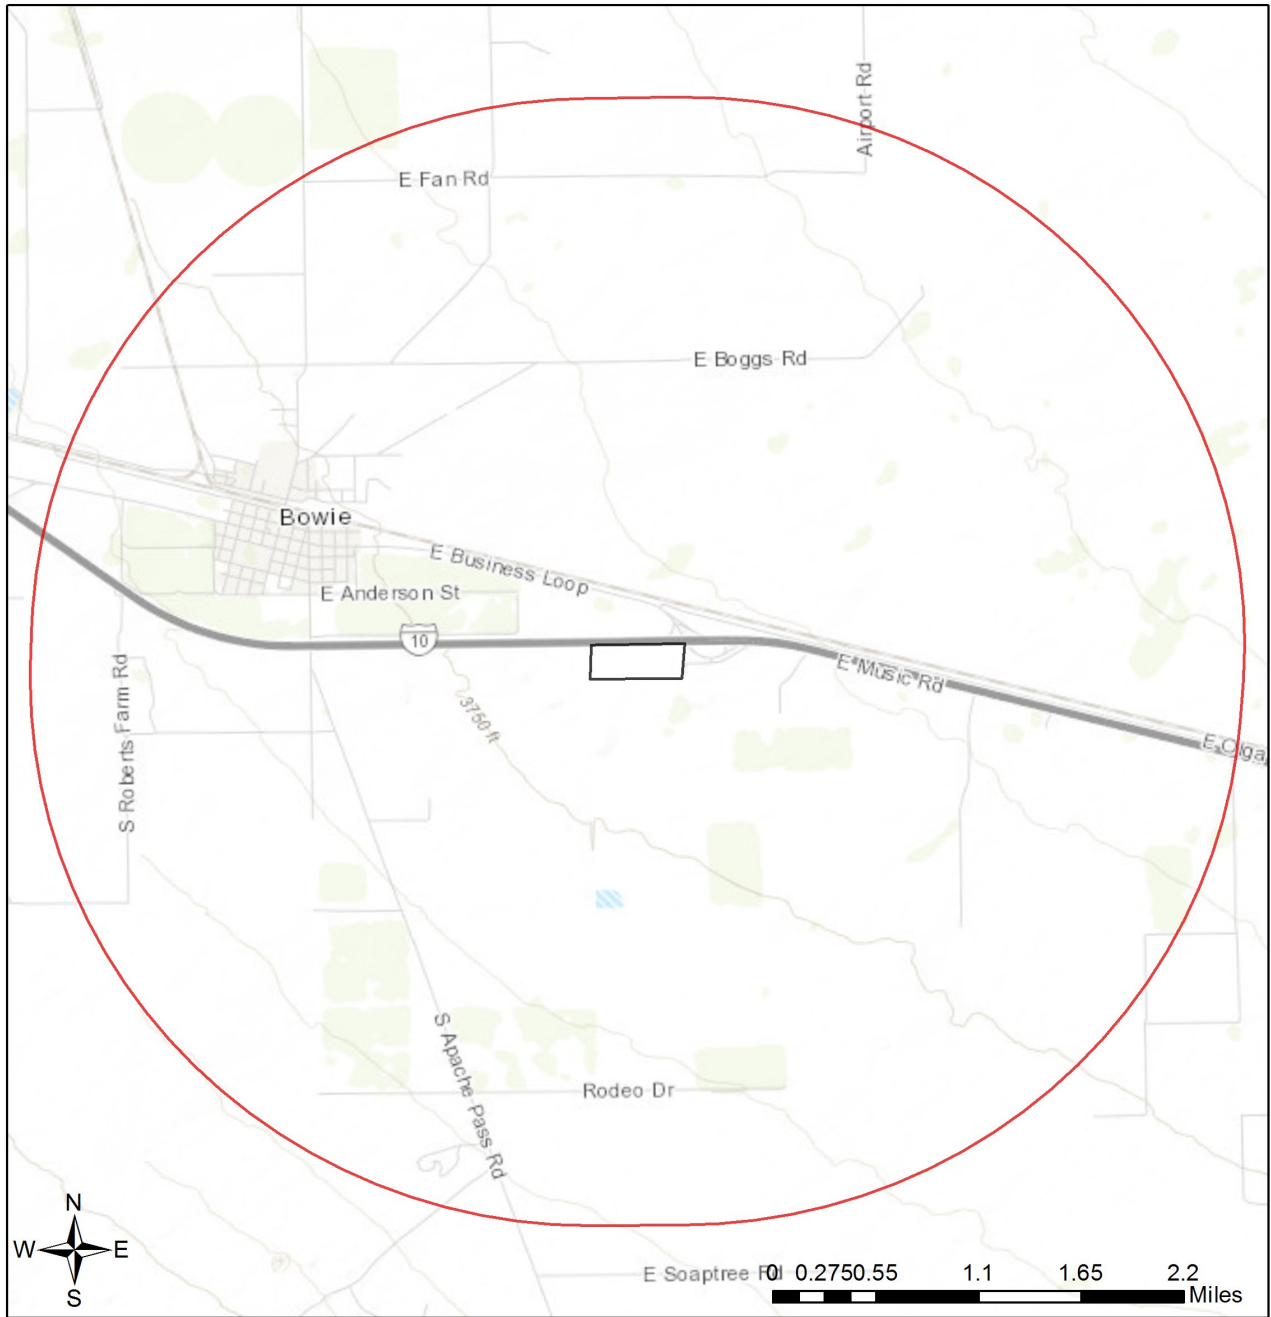 Airport Rd
E Fan Rd
E Boggs Rd
Bowie
E Business Loop
E Anderson St
10
E Music Rd
S Roberts Farm Rd
3750 ft
E Olga
S Apache Pass Rd
Rodeo Dr
N
W E
S
E Soaptree Rd
0 0.275 0.55 1.1 1.65 2.2
Miles